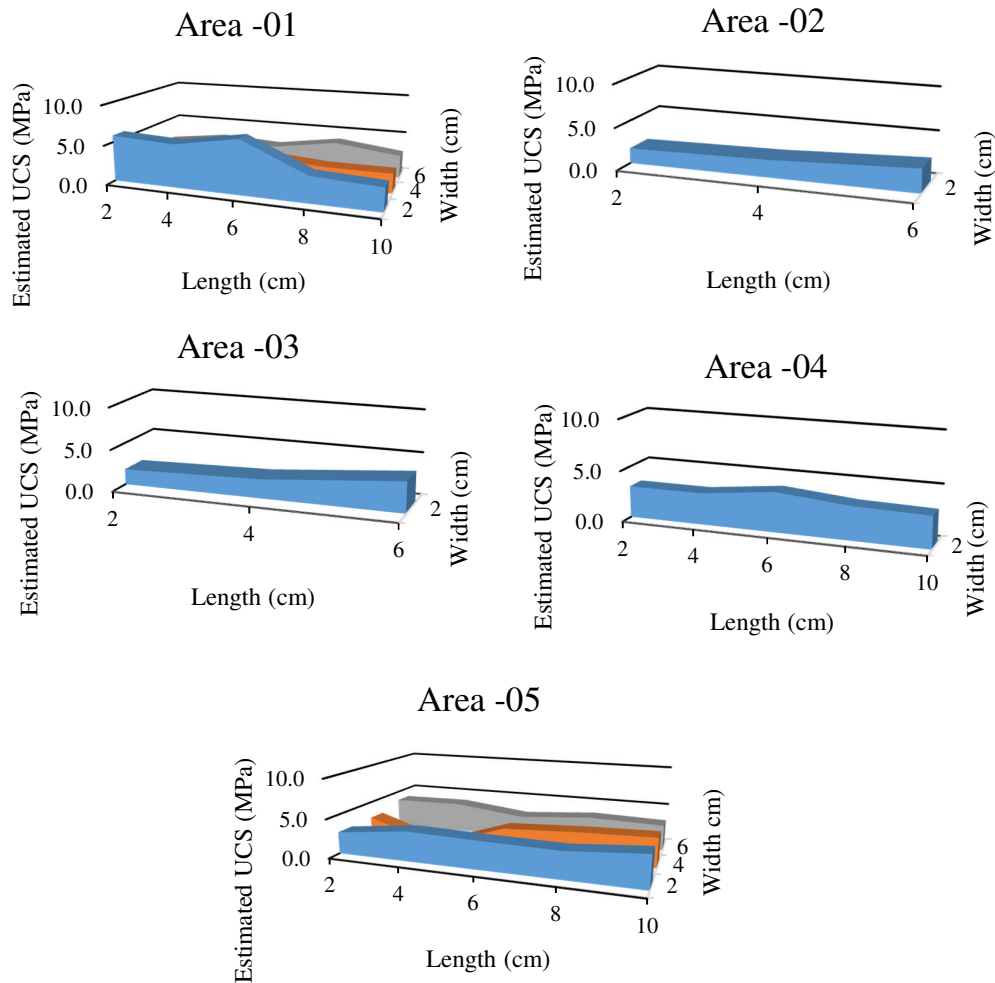 Area -01
Estimated UCS (MPa)
10.0
5.0
0.0
2
4
6
8
10
Length (cm)
2
4
6
Width (cm)
Area -02
Estimated UCS (MPa)
10.0
5.0
0.0
2
4
6
Length (cm)
2
Width (cm)
Area -03
Estimated UCS (MPa)
10.0
5.0
0.0
2
4
6
Length (cm)
2
Width (cm)
Area -04
Estimated UCS (MPa)
10.0
5.0
0.0
2
4
6
8
10
Length (cm)
2
Width (cm)
Area -05
Estimated UCS (MPa)
10.0
5.0
0.0
2
4
6
8
10
Length (cm)
2
4
6
Width cm)